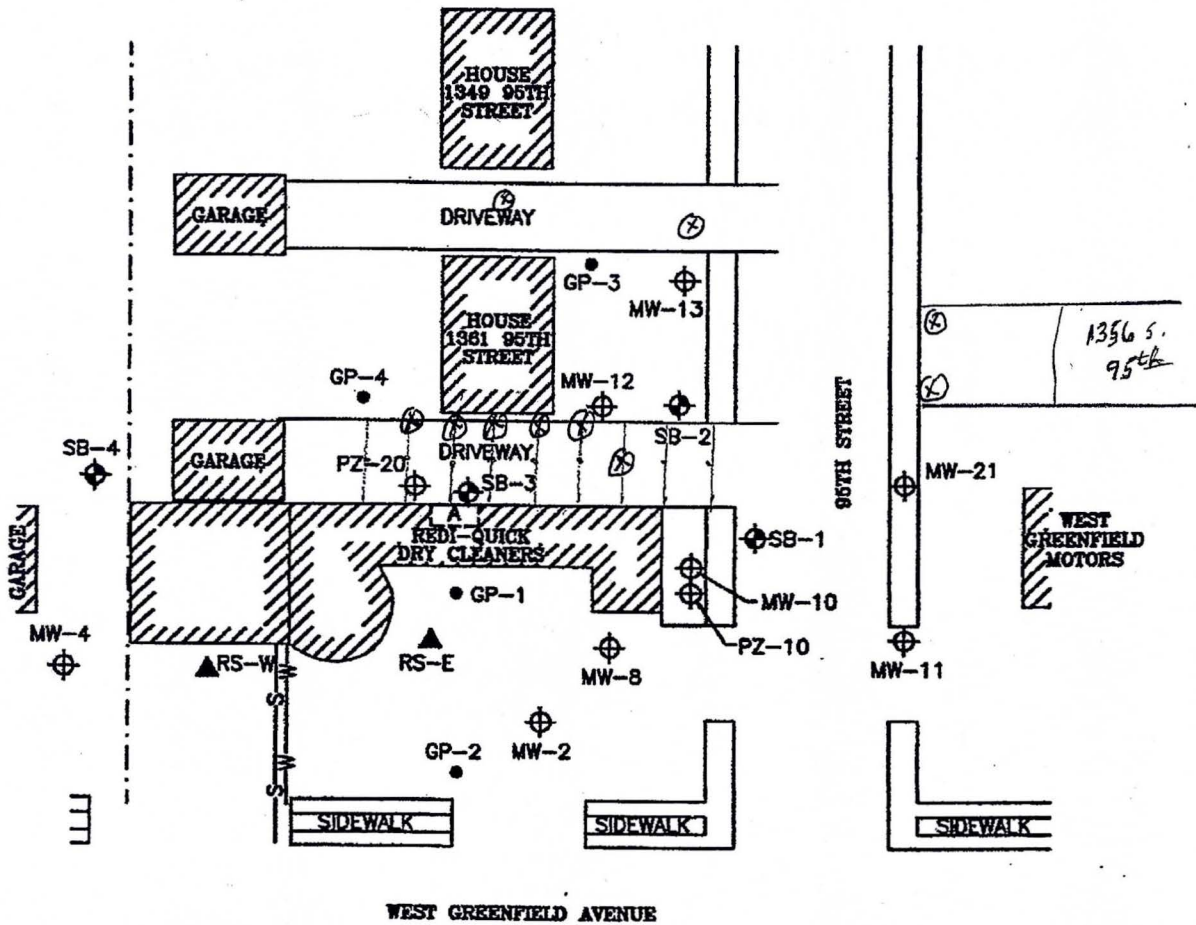 HOUSE
1349 95TH
STREET
GARAGE
DRIVEWAY
GP-3
MW-13
HOUSE
1361 95TH
STREET
1356 S.
95th
GP-4
MW-12
SB-2
95TH STREET
SB-4
GARAGE
PZ-20
DRIVEWAY
SB-3
MW-21
A
REDI-QUICK
DRY CLEANERS
SB-1
WEST
GREENFIELD
MOTORS
GARAGE
GP-1
MW-10
PZ-10
MW-4
RS-W
RS-E
MW-8
MW-11
W
S
W
S
GP-2
MW-2
SIDEWALK
SIDEWALK
SIDEWALK
WEST GREENFIELD AVENUE